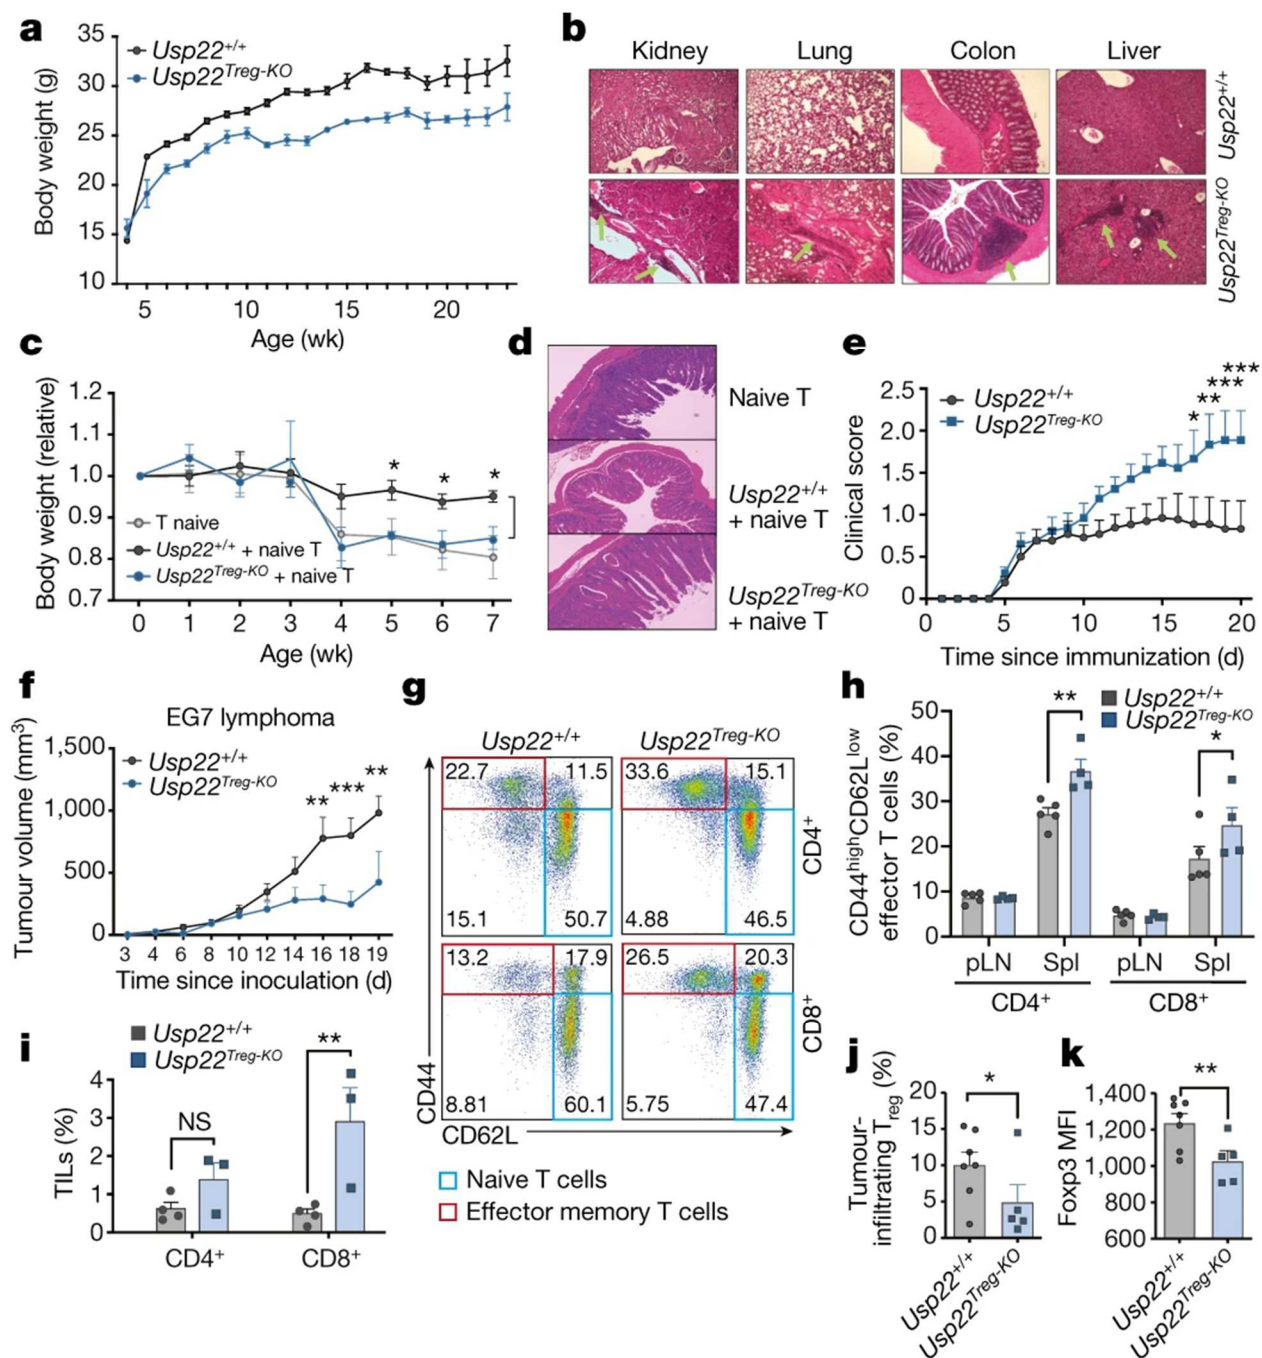 a
35
30
25
20
15
10
Body weight (g)
Usp22+/+
Usp22Treg-KO
5 10 15 20
Age (wk)
b
Kidney Lung Colon Liver
Usp22+/+
Usp22Treg-KO
c
1.2
1.1
1.0
0.9
0.8
0.7
Body weight (relative)
* * *
T naive
Usp22+/+ + naive T
Usp22Treg-KO + naive T
0 1 2 3 4 5 6 7
Age (wk)
d
Naive T
Usp22+/+
+ naive T
Usp22Treg-KO
+ naive T
e
2.5
2.0
1.5
1.0
0.5
0
Clinical score
Usp22+/+
Usp22Treg-KO
***
***
**
*
0 5 10 15 20
Time since immunization (d)
f
EG7 lymphoma
1,500
1,000
500
0
Tumour volume (mm3)
Usp22+/+
Usp22Treg-KO
** *** **
3 4 6 8 10 12 14 16 18 19
Time since inoculation (d)
g
Usp22+/+ Usp22Treg-KO
22.7 11.5 33.6 15.1
15.1 50.7 4.88 46.5
CD4+
13.2 17.9 26.5 20.3
8.81 60.1 5.75 47.4
CD8+
CD44
CD62L
Naive T cells
Effector memory T cells
h
50
40
30
20
10
0
CD44highCD62Llow
effector T cells (%)
Usp22+/+
Usp22Treg-KO
** *
pLN Spl pLN Spl
CD4+ CD8+
i
Usp22+/+
Usp22Treg-KO
4
3
2
1
0
TILs (%)
NS **
CD4+ CD8+
j
20
15
10
5
0
Tumour-
infiltrating Treg (%)
*
Usp22+/+
Usp22Treg-KO
k
1,400
1,200
1,000
800
600
Foxp3 MFI
**
Usp22+/+
Usp22Treg-KO